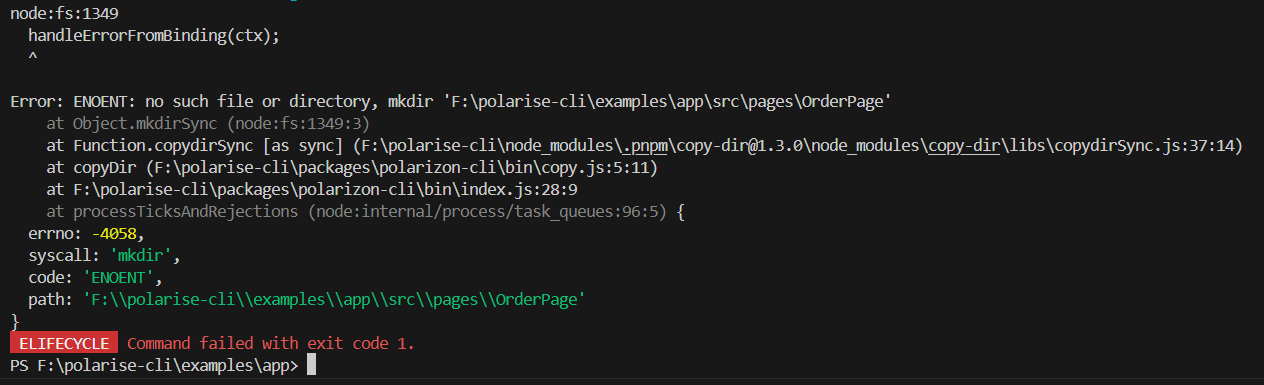 node:fs:1349
  handleErrorFromBinding(ctx);
  ^

Error: ENOENT: no such file or directory, mkdir 'F:\polarise-cli\examples\app\src\pages\OrderPage'
    at Object.mkdirSync (node:fs:1349:3)
    at Function.copydirSync [as sync] (F:\polarise-cli\node_modules\.pnpm\copy-dir@1.3.0\node_modules\copy-dir\libs\copydirSync.js:37:14)
    at copyDir (F:\polarise-cli\packages\polarizon-cli\bin\copy.js:5:11)
    at F:\polarise-cli\packages\polarizon-cli\bin\index.js:28:9
    at processTicksAndRejections (node:internal/process/task_queues:96:5) {
  errno: -4058,
  syscall: 'mkdir',
  code: 'ENOENT',
  path: 'F:\\polarise-cli\\examples\\app\\src\\pages\\OrderPage'
}
 ELIFECYCLE  Command failed with exit code 1.
PS F:\polarise-cli\examples\app>